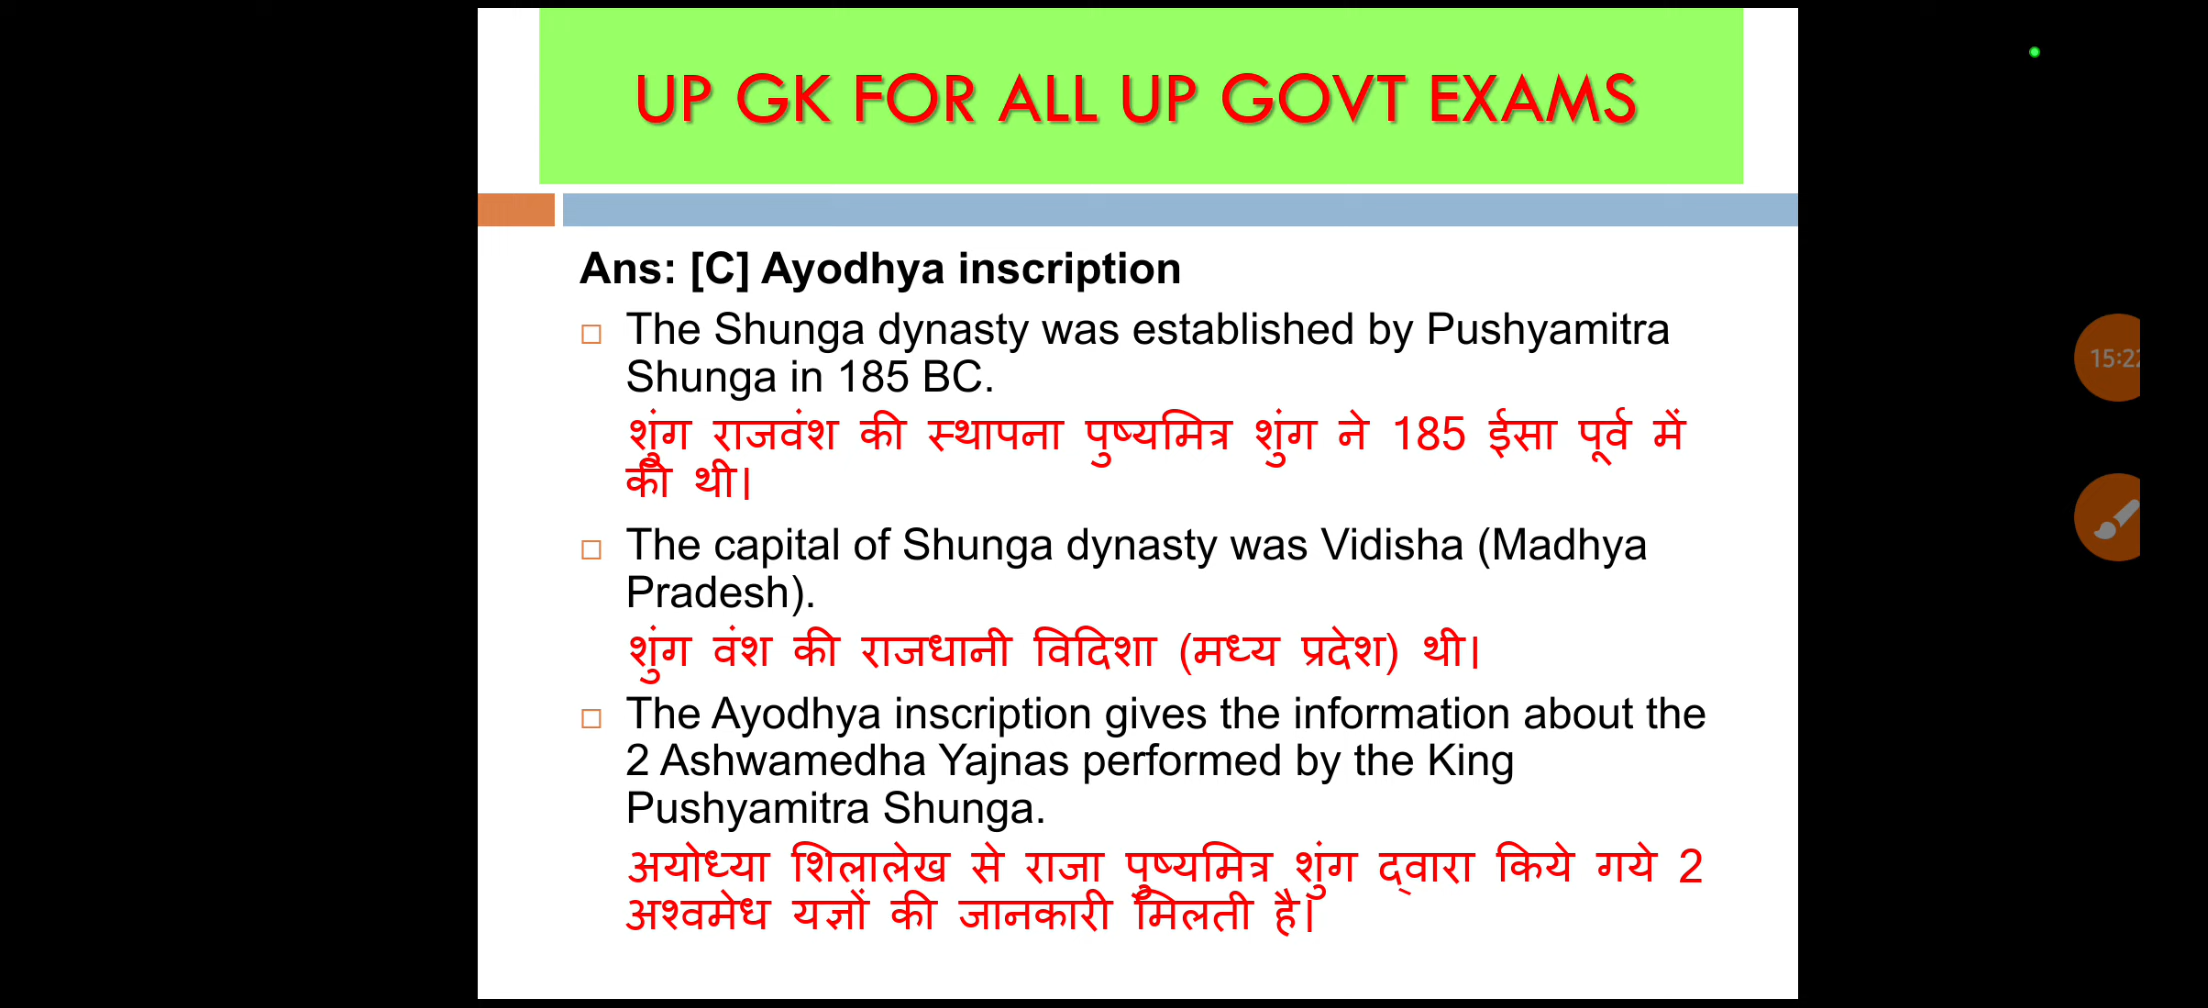 UP GK FOR ALL UP GOVT EXAMS
Ans: [C] Ayodhya inscription
The Shunga dynasty was established by Pushyamitra
Shunga in 185 BC.
शुंग राजवंश की स्थापना पुष्यमित्र शुंग ने 185 ईसा पूर्व में
की थी।
The capital of Shunga dynasty was Vidisha (Madhya
Pradesh).
शुंग वंश की राजधानी विदिशा (मध्य प्रदेश) थी।
The Ayodhya inscription gives the information about the
2 Ashwamedha Yajnas performed by the King
Pushyamitra Shunga.
अयोध्या शिलालेख से राजा पुष्यमित्र शुंग द्वारा किये गये 2
अश्वमेध यज्ञों की जानकारी मिलती है।